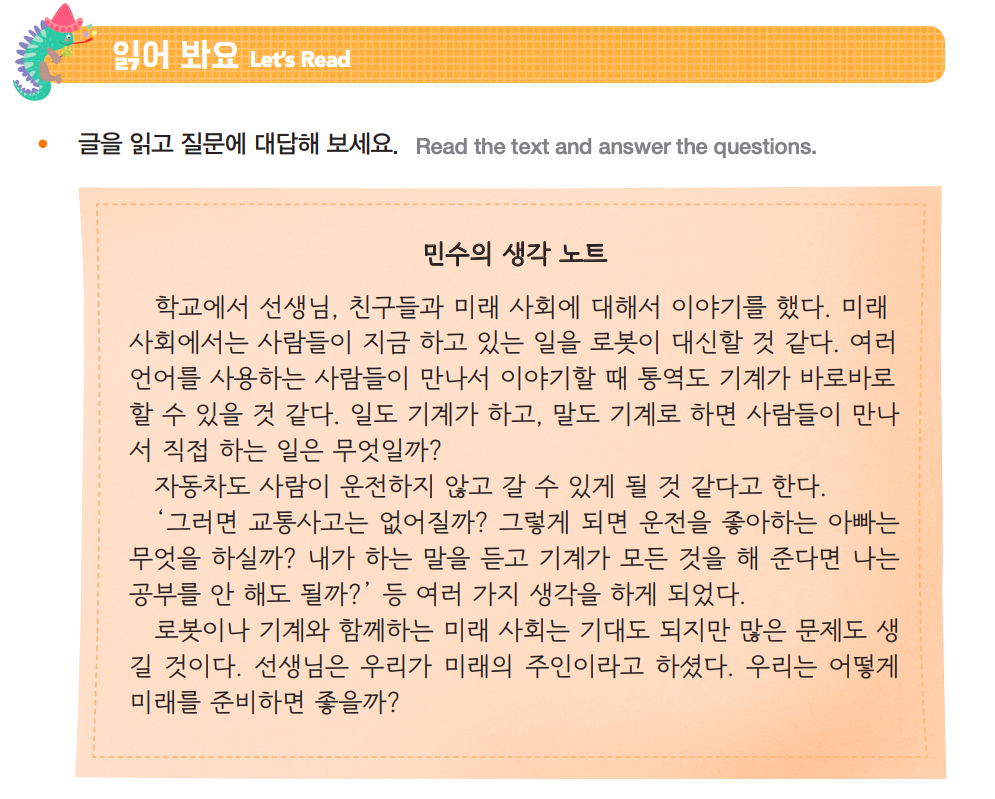 읽어 봐요 Let's Read
• 글을 읽고 질문에 대답해 보세요. Read the text and answer the questions.
민수의 생각 노트
학교에서 선생님, 친구들과 미래 사회에 대해서 이야기를 했다. 미래
사회에서는 사람들이 지금 하고 있는 일을 로봇이 대신할 것 같다. 여러
언어를 사용하는 사람들이 만나서 이야기할 때 통역도 기계가 바로바로
할 수 있을 것 같다. 일도 기계가 하고, 말도 기계로 하면 사람들이 만나
서 직접 하는 일은 무엇일까?
자동차도 사람이 운전하지 않고 갈 수 있게 될 것 같다고 한다.
‘그러면 교통사고는 없어질까? 그렇게 되면 운전을 좋아하는 아빠는
무엇을 하실까? 내가 하는 말을 듣고 기계가 모든 것을 해 준다면 나는
공부를 안 해도 될까?’ 등 여러 가지 생각을 하게 되었다.
로봇이나 기계와 함께하는 미래 사회는 기대도 되지만 많은 문제도 생
길 것이다. 선생님은 우리가 미래의 주인이라고 하셨다. 우리는 어떻게
미래를 준비하면 좋을까?